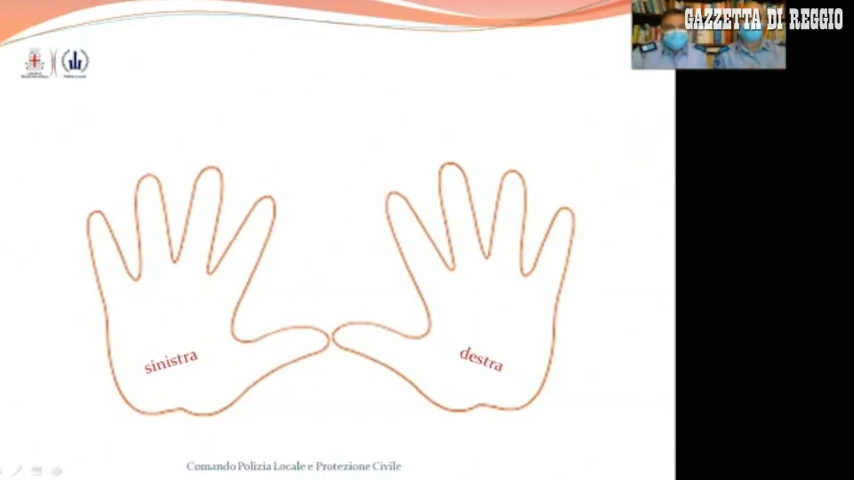 GAZZETTA DI REGGIO
sinistra
destra
Comando Polizia Locale e Protezione Civile